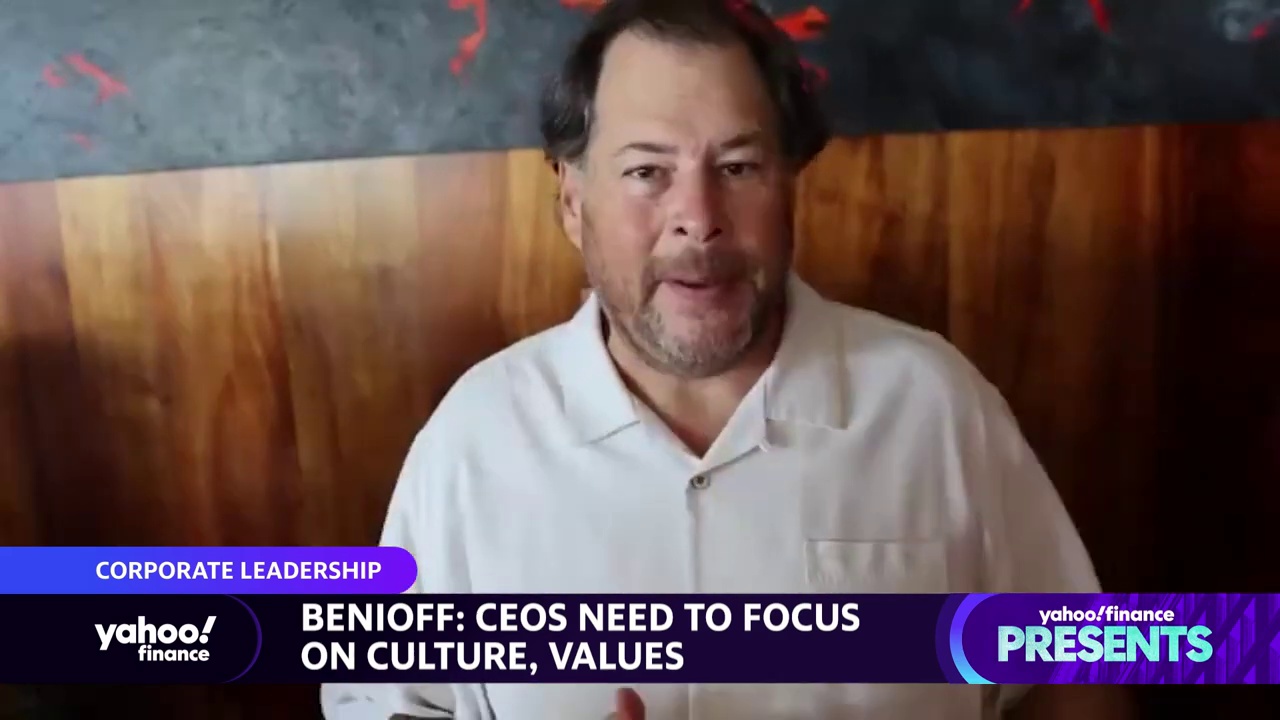 CORPORATE LEADERSHIP
yahoo!
finance
BENIOFF: CEOS NEED TO FOCUS
ON CULTURE, VALUES
yahoo!finance
PRESENTS